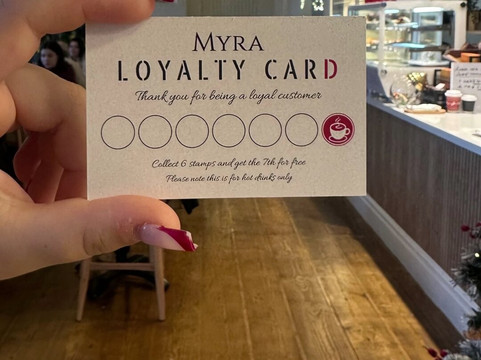 MYRA
LOYALTY CARD
Thank you for being a loyal customer
Collect 6 stamps and get the 7th for free
Please note this is for hot drinks only